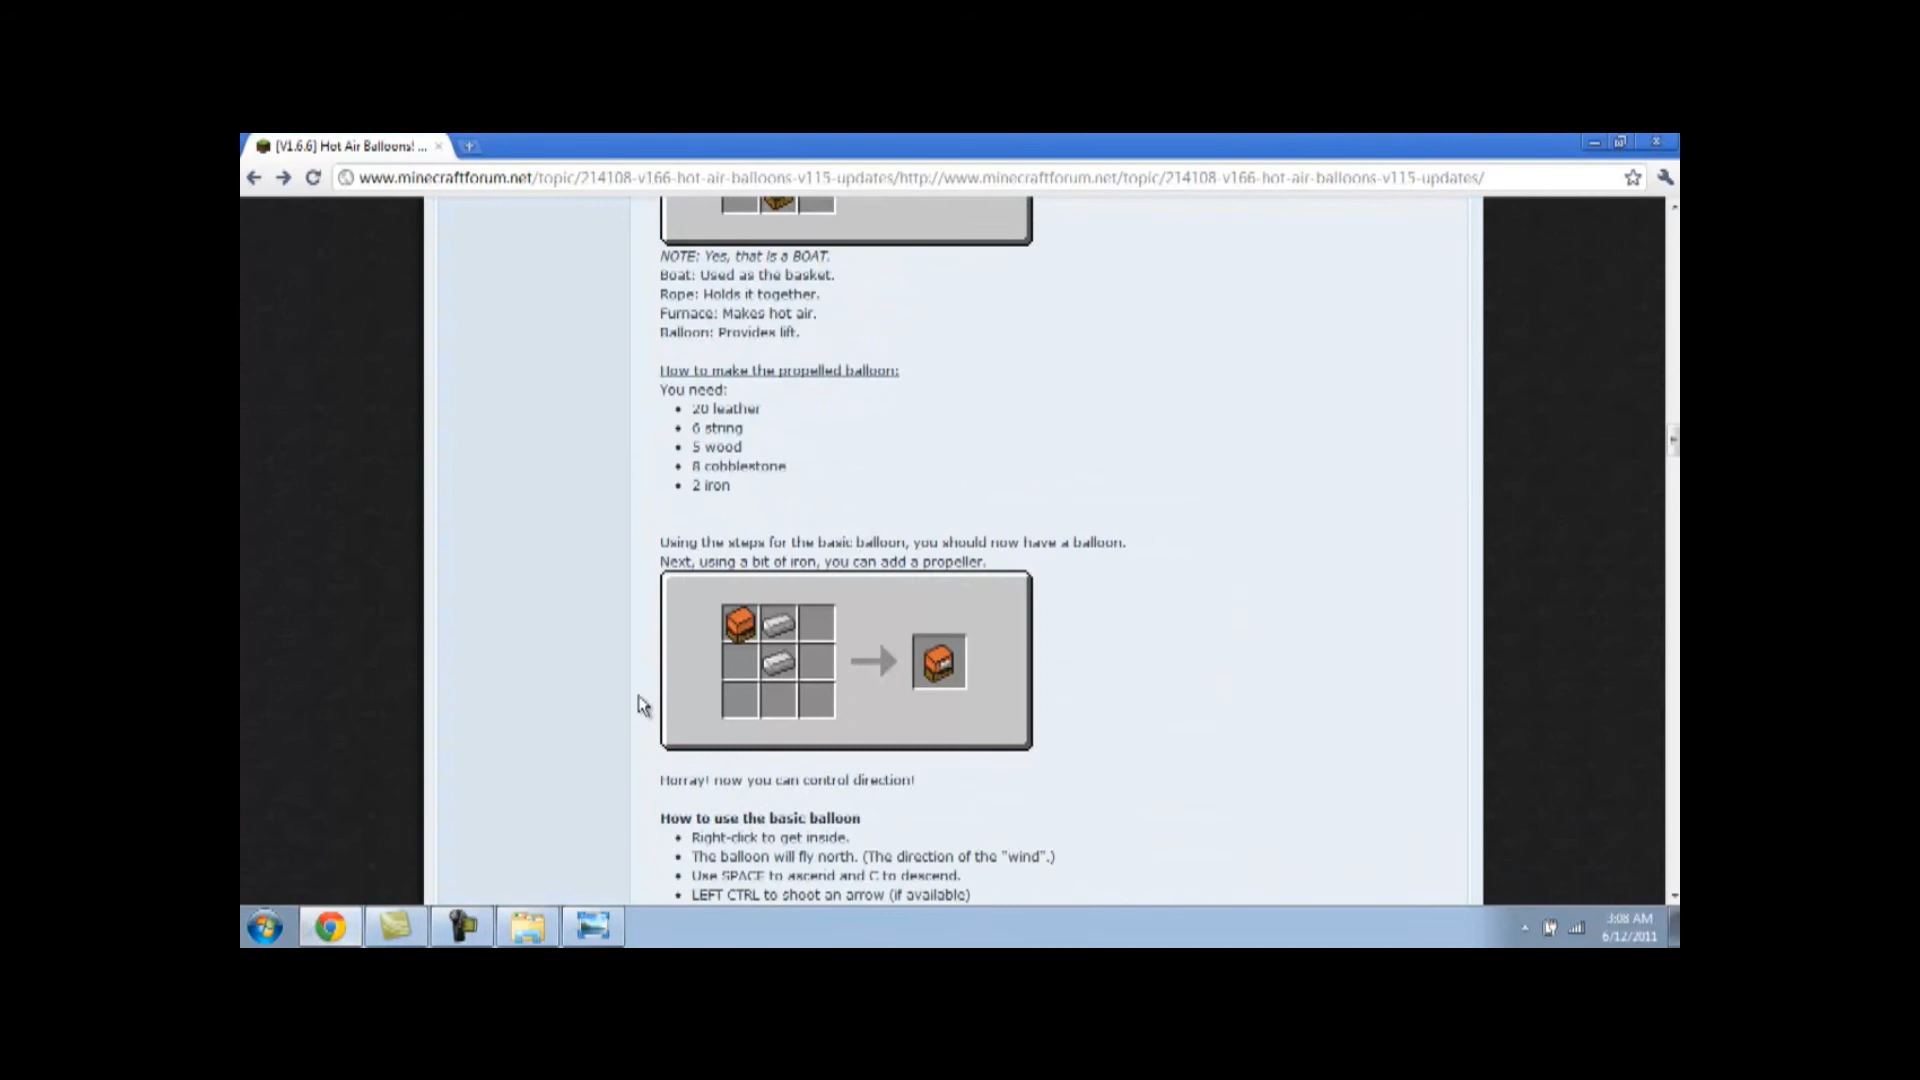 [V1.6.6] Hot Air Balloons! ...
www.minecraftforum.net/topic/214108-v166-hot-air-balloons-v115-updates/http://www.minecraftforum.net/topic/214108-v166-hot-air-balloons-v115-updates/
NOTE: Yes, that is a BOAT.
Boat: Used as the basket.
Rope: Holds it together.
Furnace: Makes hot air.
Balloon: Provides lift.
How to make the propelled balloon:
You need:
• 20 leather
• 6 string
• 5 wood
• 8 cobblestone
• 2 iron
Using the steps for the basic balloon, you should now have a balloon.
Next, using a bit of iron, you can add a propeller.
Horray! now you can control direction!
How to use the basic balloon
• Right-click to get inside.
• The balloon will fly north. (The direction of the "wind".)
• Use SPACE to ascend and C to descend.
• LEFT CTRL to shoot an arrow (if available)
3:08 AM
6/12/2011